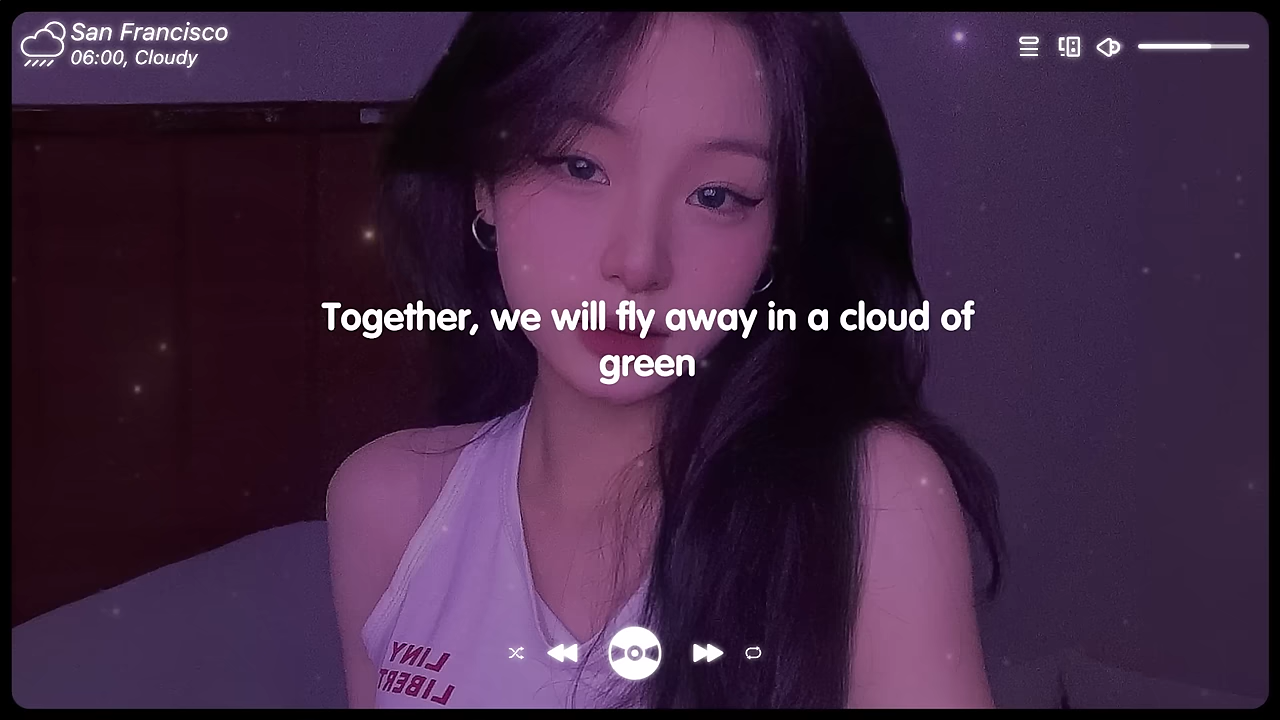 San Francisco
06:00, Cloudy
Together, we will fly away in a cloud of
green
LINY
LIBERT